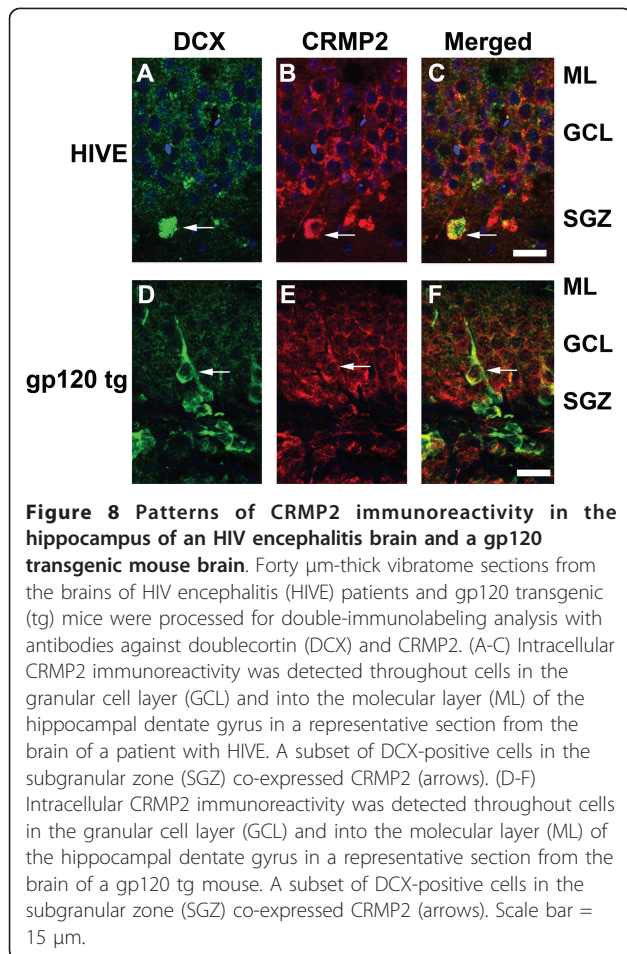 DCX CRMP2 Merged
A B C ML
HIVE GCL
SGZ
D E F ML
gp120 tg GCL
SGZ
Figure 8 Patterns of CRMP2 immunoreactivity in the
hippocampus of an HIV encephalitis brain and a gp120
transgenic mouse brain. Forty μm-thick vibratome sections from
the brains of HIV encephalitis (HIVE) patients and gp120 transgenic
(tg) mice were processed for double-immunolabeling analysis with
antibodies against doublecortin (DCX) and CRMP2. (A-C) Intracellular
CRMP2 immunoreactivity was detected throughout cells in the
granular cell layer (GCL) and into the molecular layer (ML) of the
hippocampal dentate gyrus in a representative section from the
brain of a patient with HIVE. A subset of DCX-positive cells in the
subgranular zone (SGZ) co-expressed CRMP2 (arrows). (D-F)
Intracellular CRMP2 immunoreactivity was detected throughout cells
in the granular cell layer (GCL) and into the molecular layer (ML) of
the hippocampal dentate gyrus in a representative section from the
brain of a gp120 tg mouse. A subset of DCX-positive cells in the
subgranular zone (SGZ) co-expressed CRMP2 (arrows). Scale bar =
15 μm.